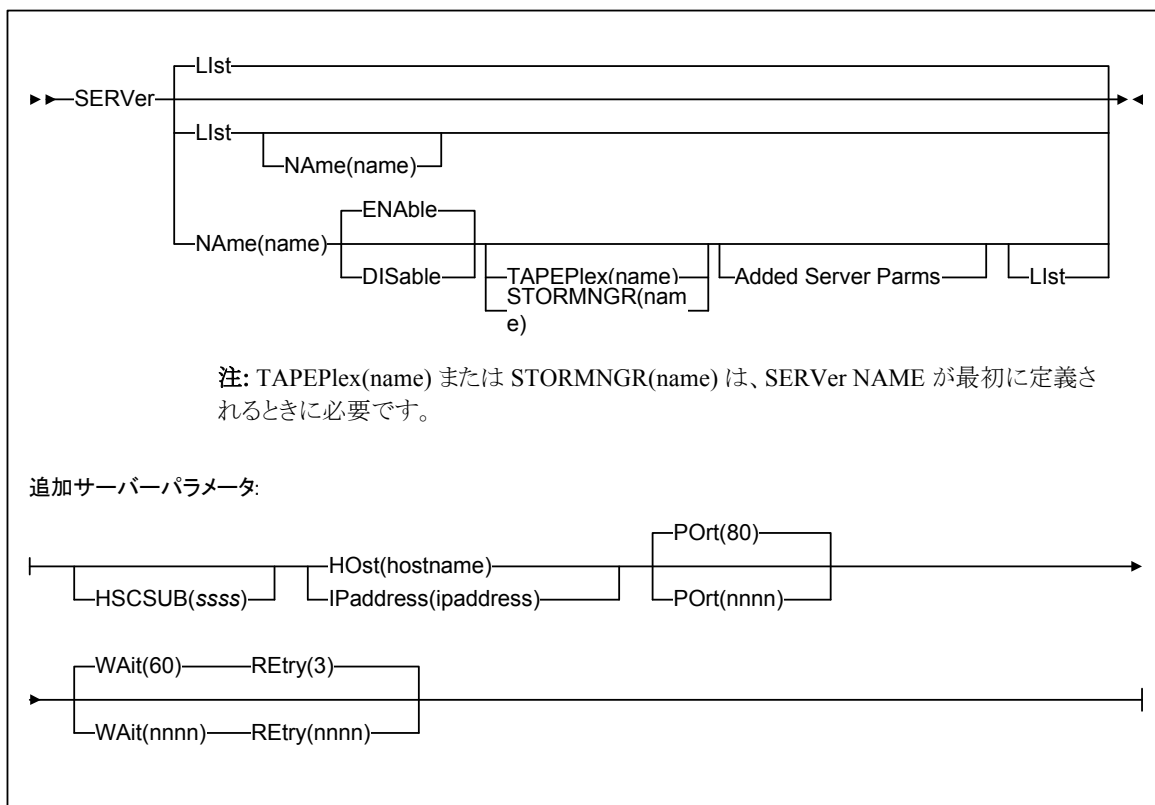 LIst
SERVer
LIst
NAme(name)
ENAble
NAme(name)
DISable
TAPEPlex(name)
STORMNGR(nam
e)
Added Server Parms
LIst
注: TAPEPlex(name) または STORMNGR(name) は、SERVer NAME が最初に定義さ
れるときに必要です。
追加サーバーパラメータ:
POrt(80)
HOst(hostname)
HSCSUB(ssss)
IPaddress(ipaddress)
POrt(nnnn)
WAit(60) REtry(3)
WAit(nnnn) REtry(nnnn)